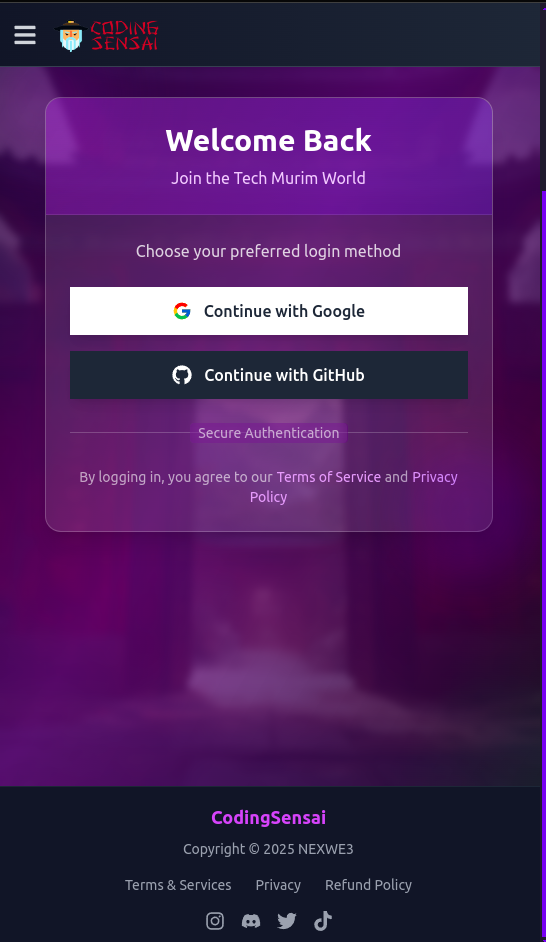 CODING
SENSAI
Welcome Back
Join the Tech Murim World
Choose your preferred login method
Continue with Google
Continue with GitHub
Secure Authentication
By logging in, you agree to our Terms of Service and Privacy
Policy
CodingSensai
Copyright © 2025 NEXWE3
Terms & Services Privacy Refund Policy